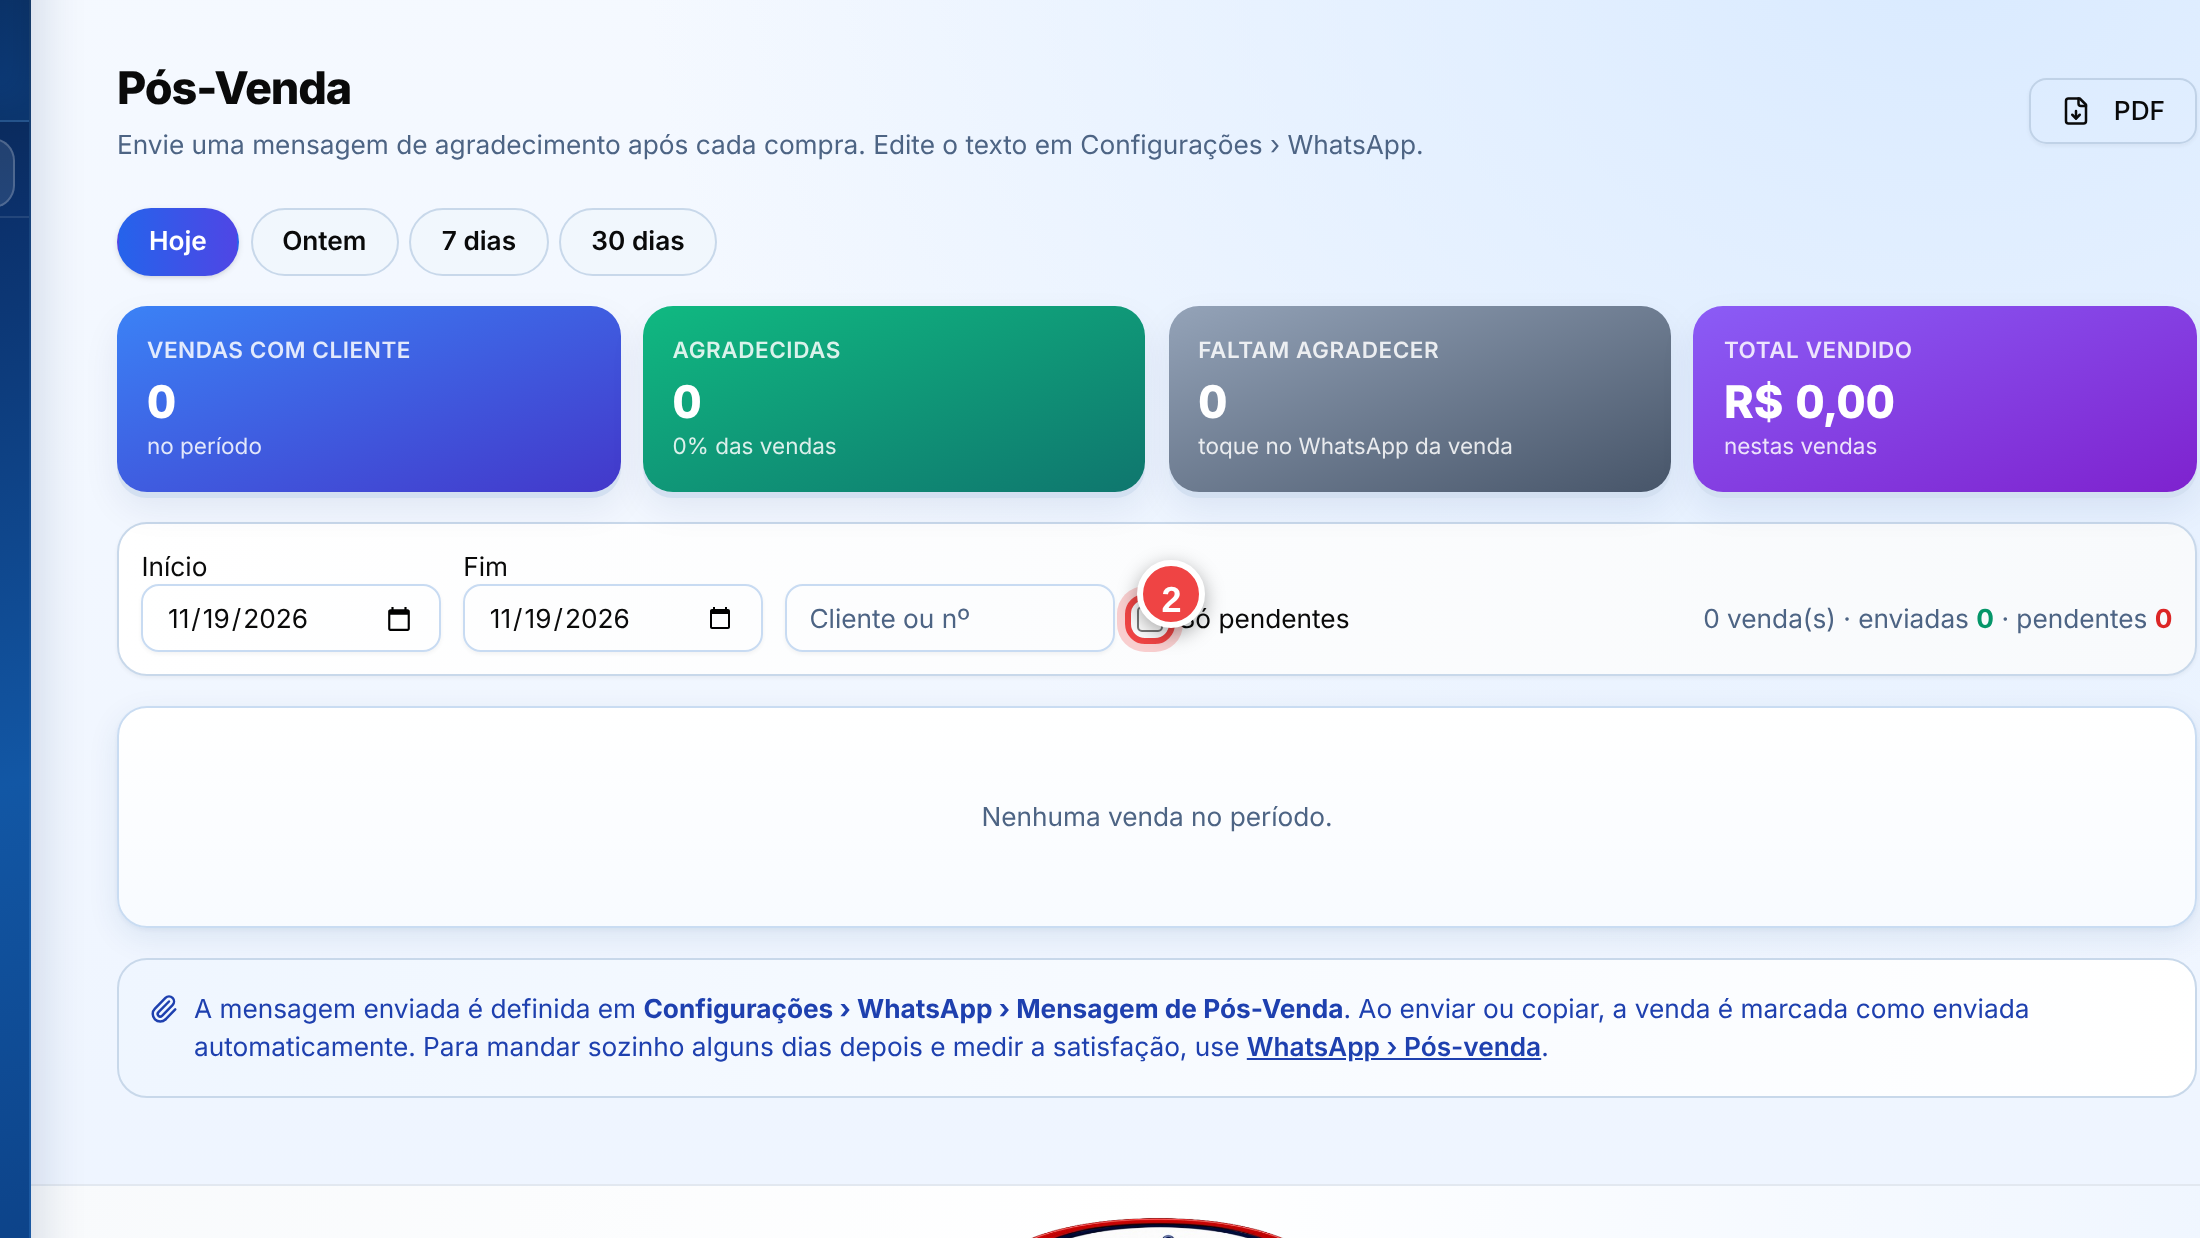 Pós-Venda
Envie uma mensagem de agradecimento após cada compra. Edite o texto em Configurações › WhatsApp.
PDF
Hoje
Ontem
7 dias
30 dias
VENDAS COM CLIENTE
0
no período
AGRADECIDAS
0
0% das vendas
FALTAM AGRADECER
0
toque no WhatsApp da venda
TOTAL VENDIDO
R$ 0,00
nestas vendas
Início
11/19/2026
Fim
11/19/2026
Cliente ou nº
2
Só pendentes
0 venda(s) · enviadas 0 · pendentes 0
Nenhuma venda no período.
A mensagem enviada é definida em Configurações › WhatsApp › Mensagem de Pós-Venda. Ao enviar ou copiar, a venda é marcada como enviada
automaticamente. Para mandar sozinho alguns dias depois e medir a satisfação, use WhatsApp › Pós-venda.